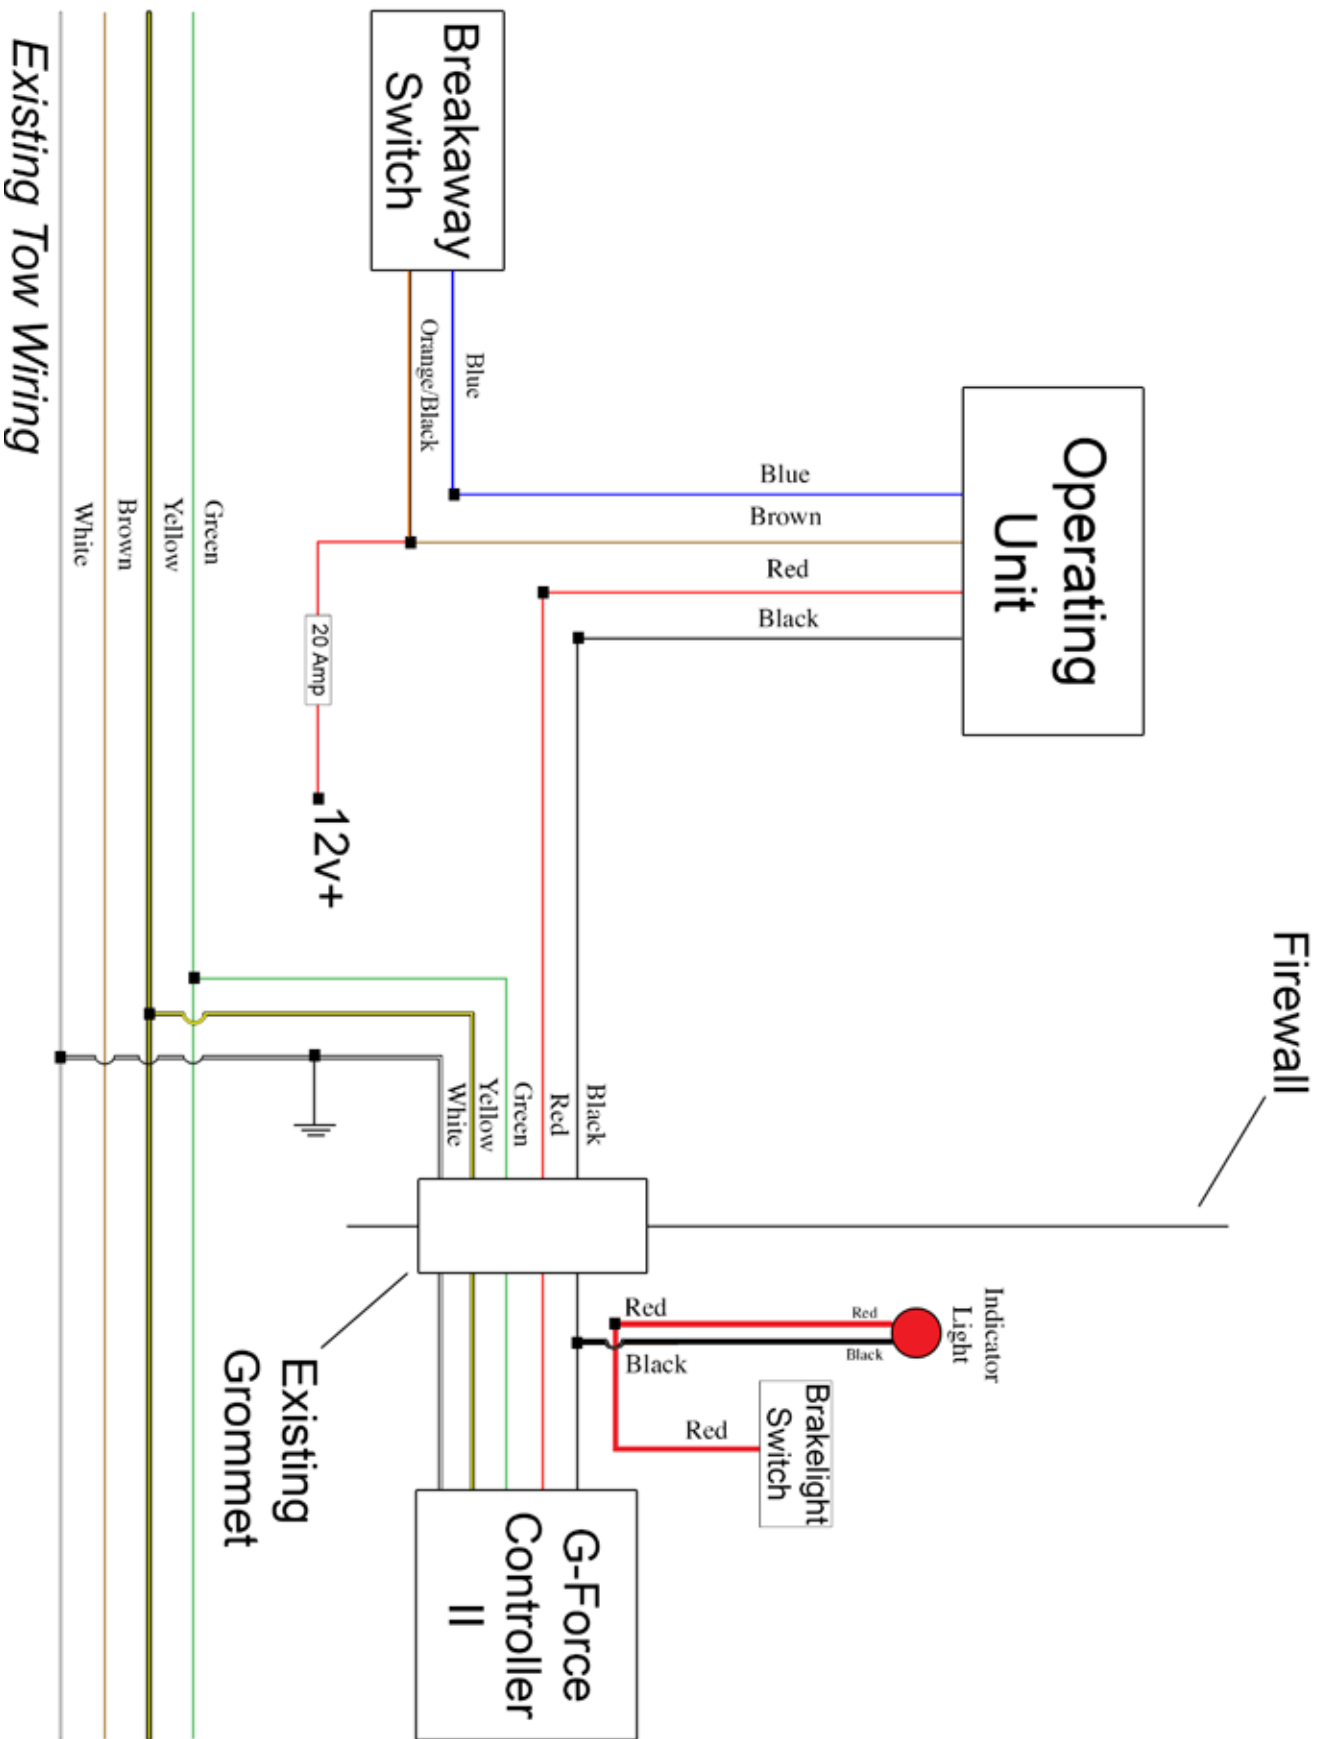 Breakaway
Switch
Blue
Orange/Black
Operating
Unit
Blue
Brown
Red
Black
20 Amp
12v+
Existing Tow Wiring
Green
Yellow
Brown
White
Firewall
Black
Red
Green
Yellow
White
Existing
Grommet
Indicator
Light
Red
Black
Red
Black
Red
Brakelight
Switch
G-Force
Controller
II